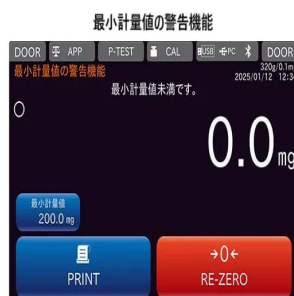 最小計量値の警告機能
DOOR APP P-TEST CAL USB PC DOOR
最小計量値の警告機能
320g/0.1m
2025/01/12 12:34
最小計量値未満です。
0.0 mg
最小計量値
200.0 mg
PRINT
→0←
RE-ZERO